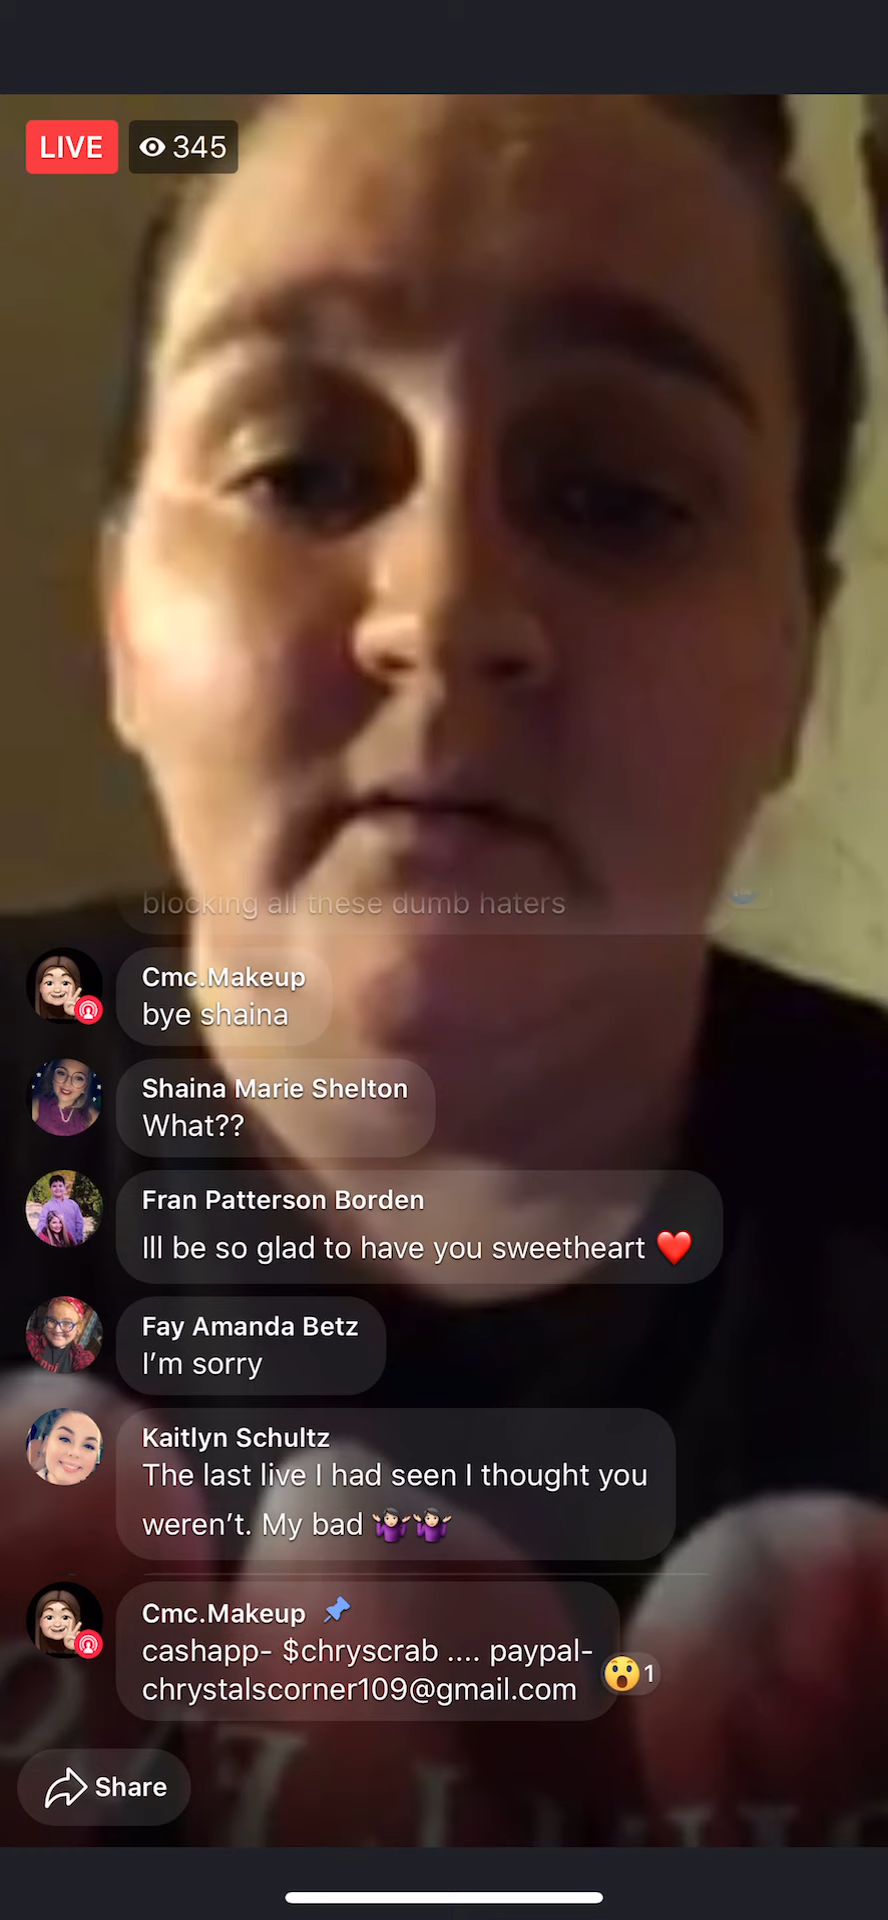 LIVE 345
blocking all these dumb haters
Cmc.Makeup
bye shaina
Shaina Marie Shelton
What??
Fran Patterson Borden
Ill be so glad to have you sweetheart ❤️
Fay Amanda Betz
I’m sorry
Kaitlyn Schultz
The last live I had seen I thought you
weren’t. My bad 🤷🏻‍♀️🤷🏻‍♀️
Cmc.Makeup 📌
cashapp- $chryscrab .... paypal-
chrystalscorner109@gmail.com 😮 1
Share